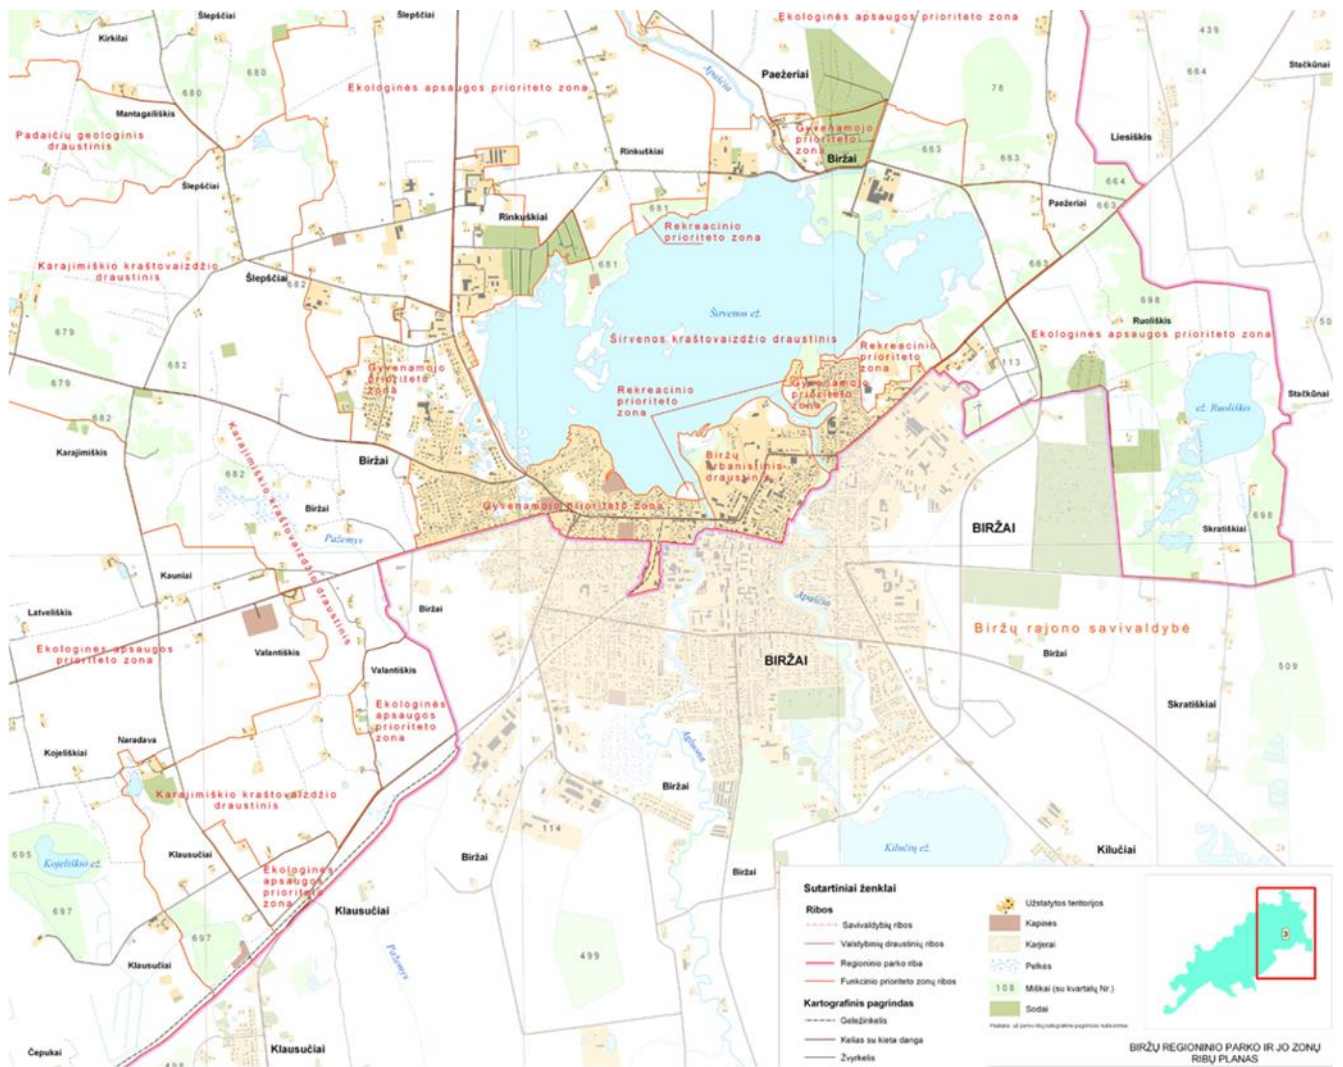 Šlepščiai
Šlepščiai
Ekologinės apsaugos prioriteto zona
Kirkilai
439
Stačkūnai
680
Paežeriai
Apaščia
664
680
Ekologinės apsaugos prioriteto zona
78
Mantagailiškis
Padaičių geologinis
draustinis
Gyvenamojo
prioriteto
zona
Liesiškis
Rinkuškiai
663
663
Biržai
Šlepščiai
664
Paežeriai
663
681
Rinkuškiai
Rekreacinio
prioriteto zona
Karajimiškio kraštovaizdžio
draustinis
681
663
Šlepščiai
682
698
Širvenos ež.
Ruoliškis
679
Ekologinės apsaugos prioriteto zona
Širvenos kraštovaizdžio draustinis
Rekreacinio
prioriteto
zona
113
682
Gyvenamojo
prioriteto
zona
679
Rekreacinio
prioriteto
zona
Gyvenamojo
prioriteto
zona
Stačkūnai
ež. Ruoliškis
682
Karajimiškio kraštovaizdžio draustinis
Karajimiškis
Biržai
Biržų
urbanistinis
draustinis
682
Gyvenamojo prioriteto zona
Biržai
698
BIRŽAI
Skratiškiai
Pažemys
Kauniai
Apaščia
Latveliškis
Biržai
Biržų rajono savivaldybė
Ekologinės apsaugos
prioriteto zona
Valantiškis
Biržai
BIRŽAI
509
Valantiškis
Ekologinės
apsaugos
prioriteto
zona
Skratiškiai
Naradava
Kojeliškiai
Agluona
Biržai
Karajimiškio kraštovaizdžio
draustinis
114
695
Klausučiai
Kojeliškio ež.
Biržai
Kilučių ež.
Kilučiai
Ekologinės
apsaugos
prioriteto
zona
Biržai
697
Klausučiai
697
Pažemys
499
Klausučiai
Čepukai
Klausučiai
498
Sutartiniai ženklai
Ribos
Savivaldybių ribos
Valstybinių draustinių ribos
Regioninio parko riba
Funkcinio prioriteto zonų ribos
Kartografinis pagrindas
Geležinkelis
Kelias su kieta danga
Žvyrkelis
Užstatytos teritorijos
Kapinės
Karjerai
Pelkės
108 Miškai (su kvartalų Nr.)
Sodai
3
BIRŽŲ REGIONINIO PARKO IR JO ZONŲ
RIBŲ PLANAS